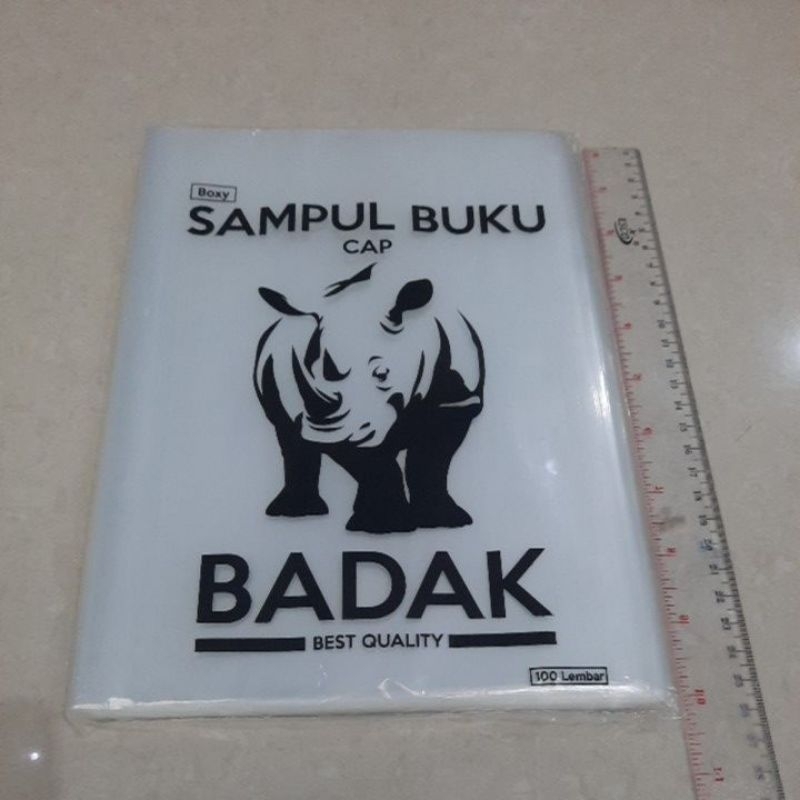 Boxy
SAMPUL BUKU
CAP
BADAK
BEST QUALITY
100 Lembar